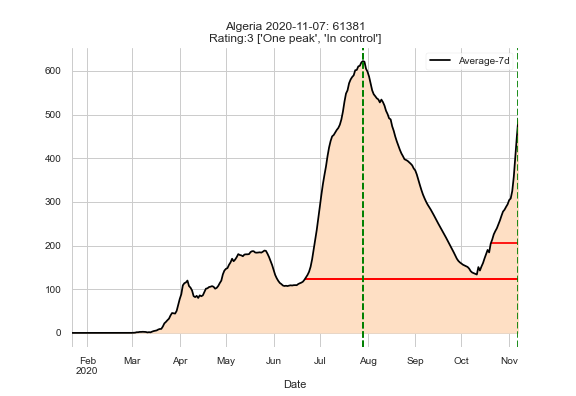 Algeria 2020-11-07: 61381
Rating:3 ['One peak', 'In control']
Average-7d
600
500
400
300
200
100
0
Feb Mar Apr May Jun Jul Aug Sep Oct Nov
2020
Date